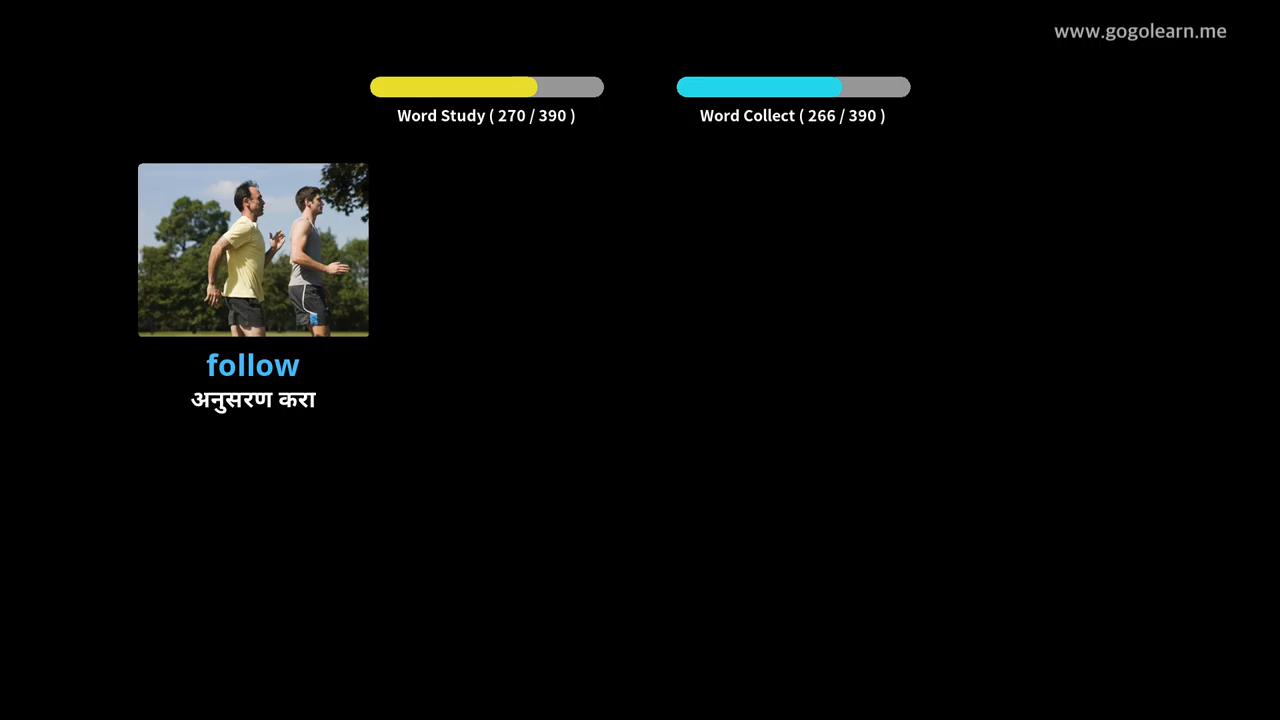 www.gogolearn.me
Word Study ( 270 / 390 )
Word Collect ( 266 / 390 )
follow
अनुसरण करा